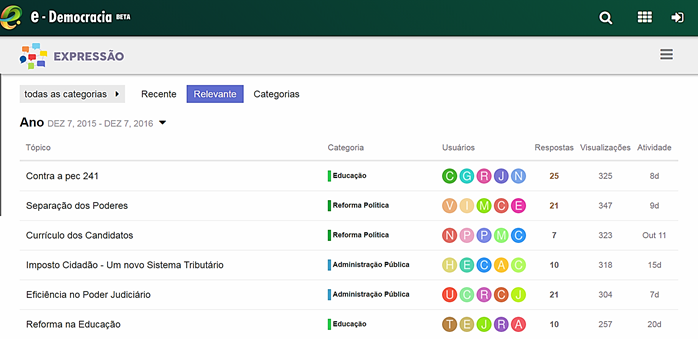 e - Democracia BETA
EXPRESSÃO
todas as categorias Recente Relevante Categorias
Ano DEZ 7, 2015 - DEZ 7, 2016
Tópico Categoria Usuários Respostas Visualizações Atividade
Contra a pec 241 Educação C G R J N 25 325 8d
Separação dos Poderes Reforma Política V I M C E 21 347 9d
Currículo dos Candidatos Reforma Política N P P M C 7 323 Out 11
Imposto Cidadão - Um novo Sistema Tributário Administração Pública H E C A C 10 318 15d
Eficiência no Poder Judiciário Administração Pública U C R C J 21 304 7d
Reforma na Educação Educação T E J R A 10 257 20d